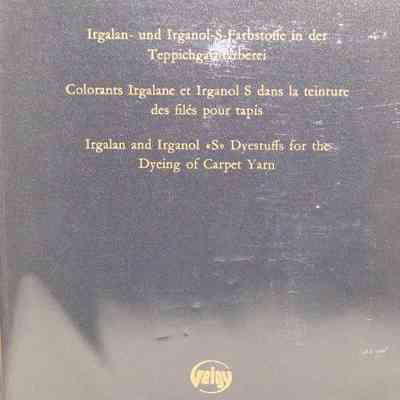 Irgalan- und Irganol-S-Farbstoffe in der
Teppichgarnfärberei
Colorants Irgalane et Irganol S dans la teinture
des filés pour tapis
Irgalan and Irganol «S» Dyestuffs for the
Dyeing of Carpet Yarn
Geigy